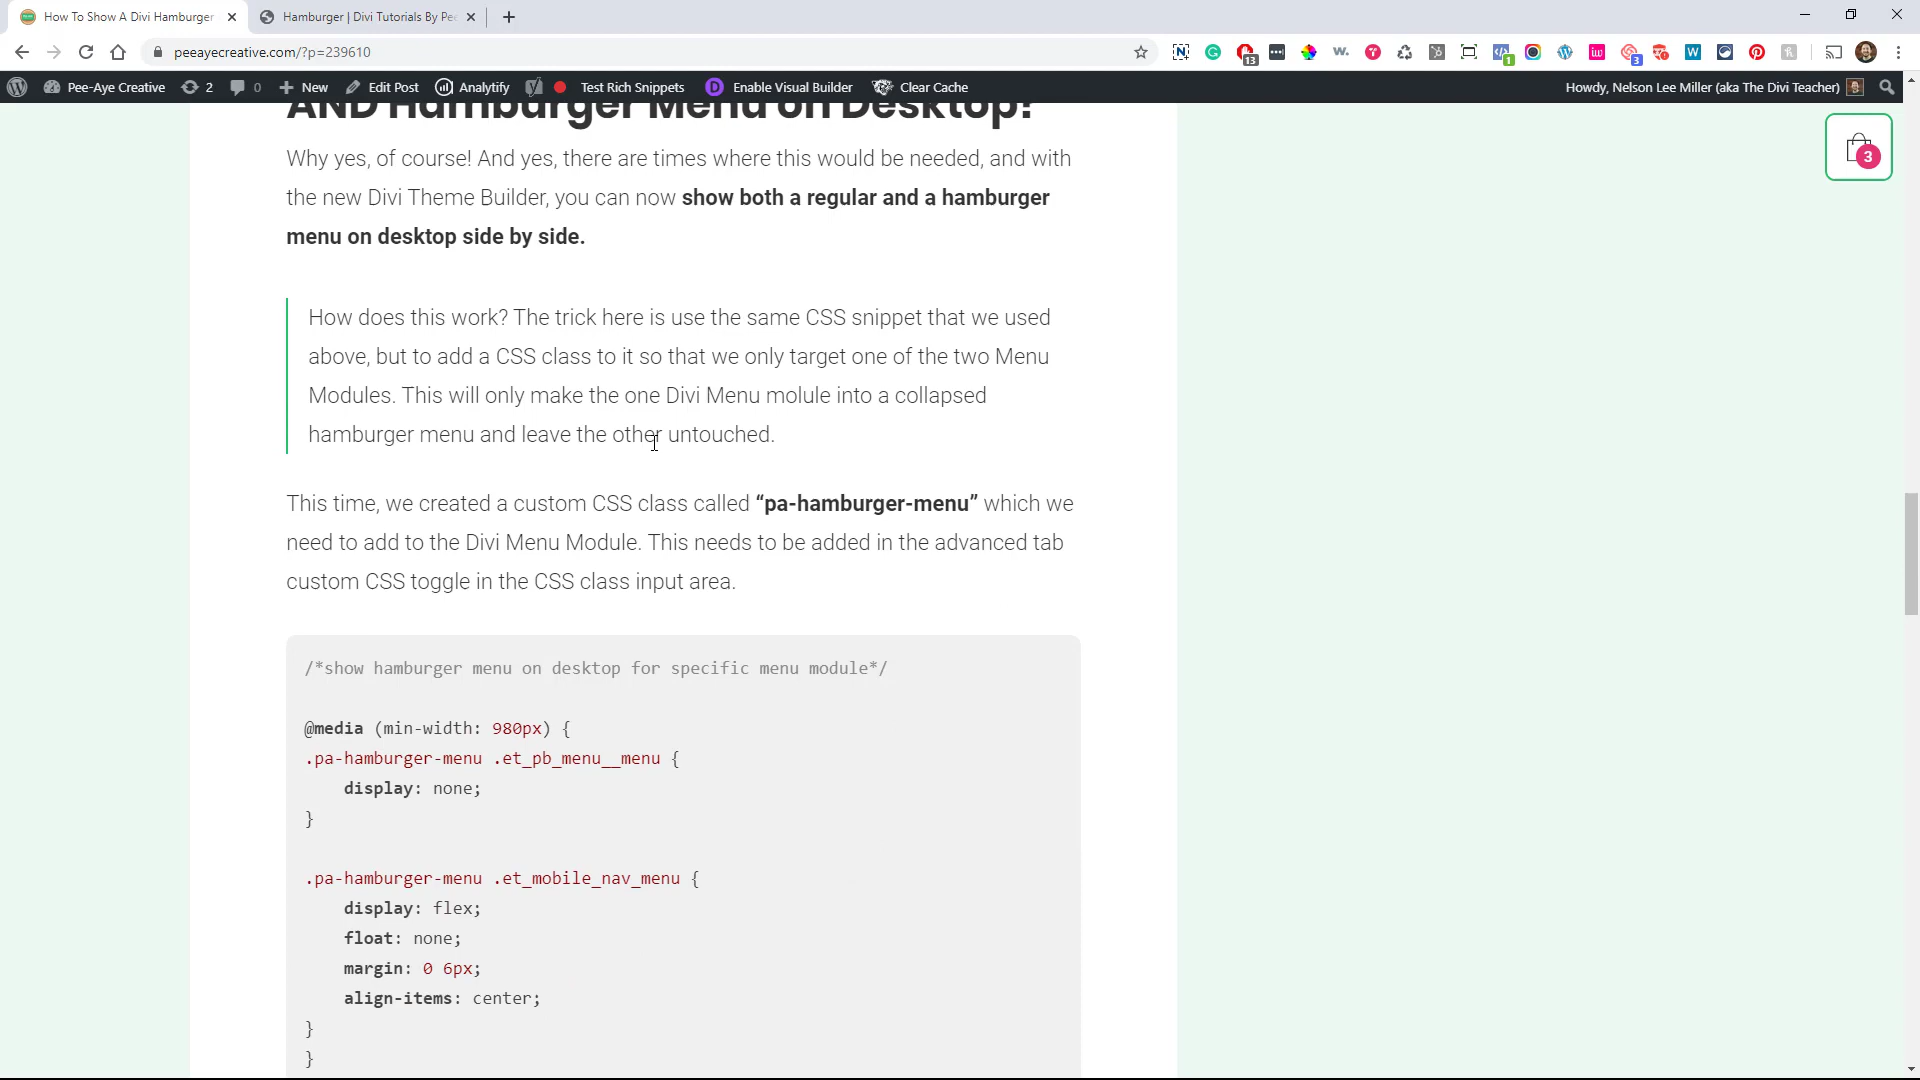 How To Show A Divi Hamburger
Hamburger | Divi Tutorials By Pee
peeayecreative.com/?p=239610
13
1
3
Pee-Aye Creative
2
0
New
Edit Post
Analytify
Test Rich Snippets
Enable Visual Builder
Clear Cache
Howdy, Nelson Lee Miller (aka The Divi Teacher)
3
AND Hamburger Menu on Desktop?
Why yes, of course! And yes, there are times where this would be needed, and with
the new Divi Theme Builder, you can now show both a regular and a hamburger
menu on desktop side by side.
How does this work? The trick here is use the same CSS snippet that we used
above, but to add a CSS class to it so that we only target one of the two Menu
Modules. This will only make the one Divi Menu molule into a collapsed
hamburger menu and leave the other untouched.
This time, we created a custom CSS class called “pa-hamburger-menu” which we
need to add to the Divi Menu Module. This needs to be added in the advanced tab
custom CSS toggle in the CSS class input area.
/*show hamburger menu on desktop for specific menu module*/
@media (min-width: 980px) {
.pa-hamburger-menu .et_pb_menu__menu {
display: none;
}
.pa-hamburger-menu .et_mobile_nav_menu {
display: flex;
float: none;
margin: 0 6px;
align-items: center;
}
}